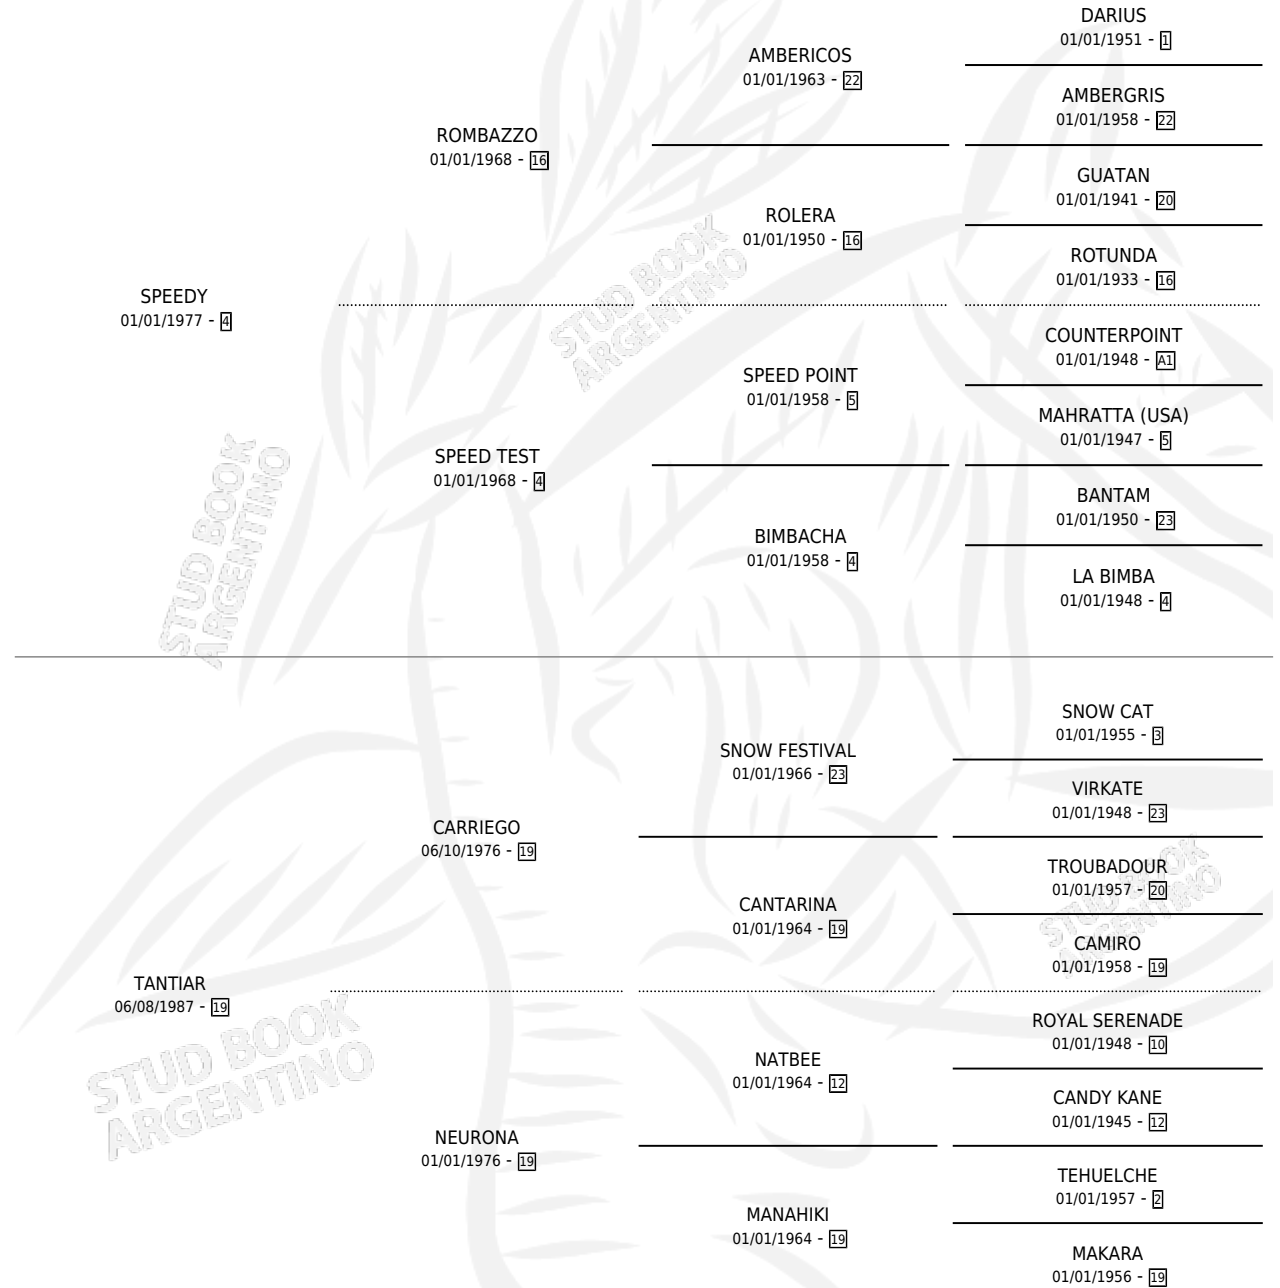 DARIUS
01/01/1951 - 1
AMBERICOS
01/01/1963 - 22
AMBERGRIS
01/01/1958 - 22
ROMBAZZO
01/01/1968 - 16
GUATAN
01/01/1941 - 20
ROLERA
01/01/1950 - 16
ROTUNDA
01/01/1933 - 16
SPEEDY
01/01/1977 - 4
COUNTERPOINT
01/01/1948 - A1
SPEED POINT
01/01/1958 - 5
MAHRATTA (USA)
01/01/1947 - 5
SPEED TEST
01/01/1968 - 4
BANTAM
01/01/1950 - 23
BIMBACHA
01/01/1958 - 4
LA BIMBA
01/01/1948 - 4
SNOW CAT
01/01/1955 - 3
SNOW FESTIVAL
01/01/1966 - 23
VIRKATE
01/01/1948 - 23
CARRIEGO
06/10/1976 - 19
TROUBADOUR
01/01/1957 - 20
CANTARINA
01/01/1964 - 19
CAMIRO
01/01/1958 - 19
TANTIAR
06/08/1987 - 19
ROYAL SERENADE
01/01/1948 - 10
NATBEE
01/01/1964 - 12
CANDY KANE
01/01/1945 - 12
NEURONA
01/01/1976 - 19
TEHUELCHE
01/01/1957 - 2
MANAHIKI
01/01/1964 - 19
MAKARA
01/01/1956 - 19
STUD BOOK
ARGENTINO
STUD BOOK
ARGENTINO
STUD BOOK
ARGENTINO
STUD BOOK
ARGENTINO